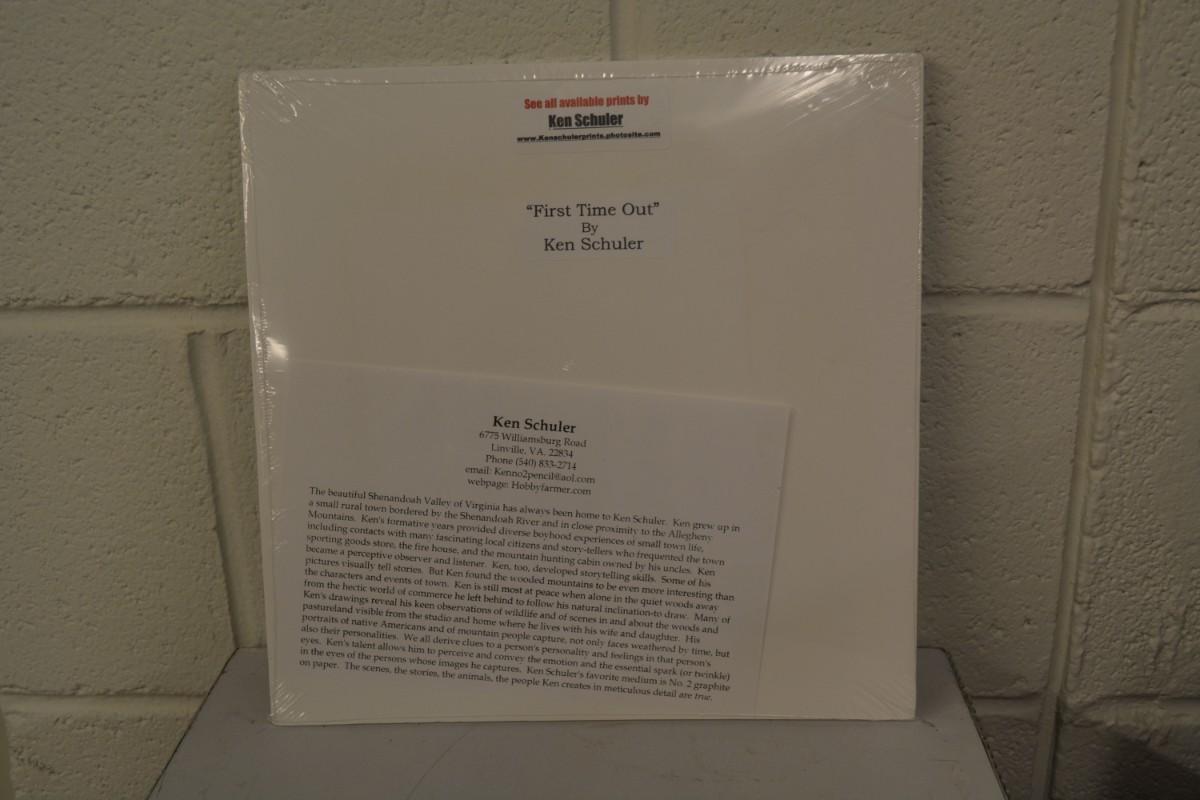 See all available prints by
Ken Schuler
www.Kenschulerprints.photosite.com
“First Time Out”
By
Ken Schuler
Ken Schuler
6775 Williamsburg Road
Linville, VA. 22834
Phone (540) 833-2714
email: Kenno2pencil@aol.com
webpage: Hobbyfarmer.com
The beautiful Shenandoah Valley of Virginia has always been home to Ken Schuler. Ken grew up in
a small rural town bordered by the Shenandoah River and in close proximity to the Allegheny
Mountains. Ken's formative years provided diverse boyhood experiences of small town life,
including contacts with many fascinating local citizens and story-tellers who frequented the town
sporting goods store, the fire house, and the mountain hunting cabin owned by his uncles. Ken
became a perceptive observer and listener. Ken, too, developed storytelling skills. Some of his
pictures visually tell stories. But Ken found the wooded mountains to be even more interesting than
the characters and events of town. Ken is still most at peace when alone in the quiet woods away
from the hectic world of commerce he left behind to follow his natural inclination-to draw. Many of
Ken's drawings reveal his keen observations of wildlife and of scenes in and about the woods and
pastureland visible from the studio and home where he lives with his wife and daughter. His
portraits of native Americans and of mountain people capture, not only faces weathered by time, but
also their personalities. We all derive clues to a person's personality and feelings in that person's
eyes. Ken's talent allows him to perceive and convey the emotion and the essential spark (or twinkle)
in the eyes of the persons whose images he captures. Ken Schuler's favorite medium is No. 2 graphite
on paper. The scenes, the stories, the animals, the people Ken creates in meticulous detail are true.